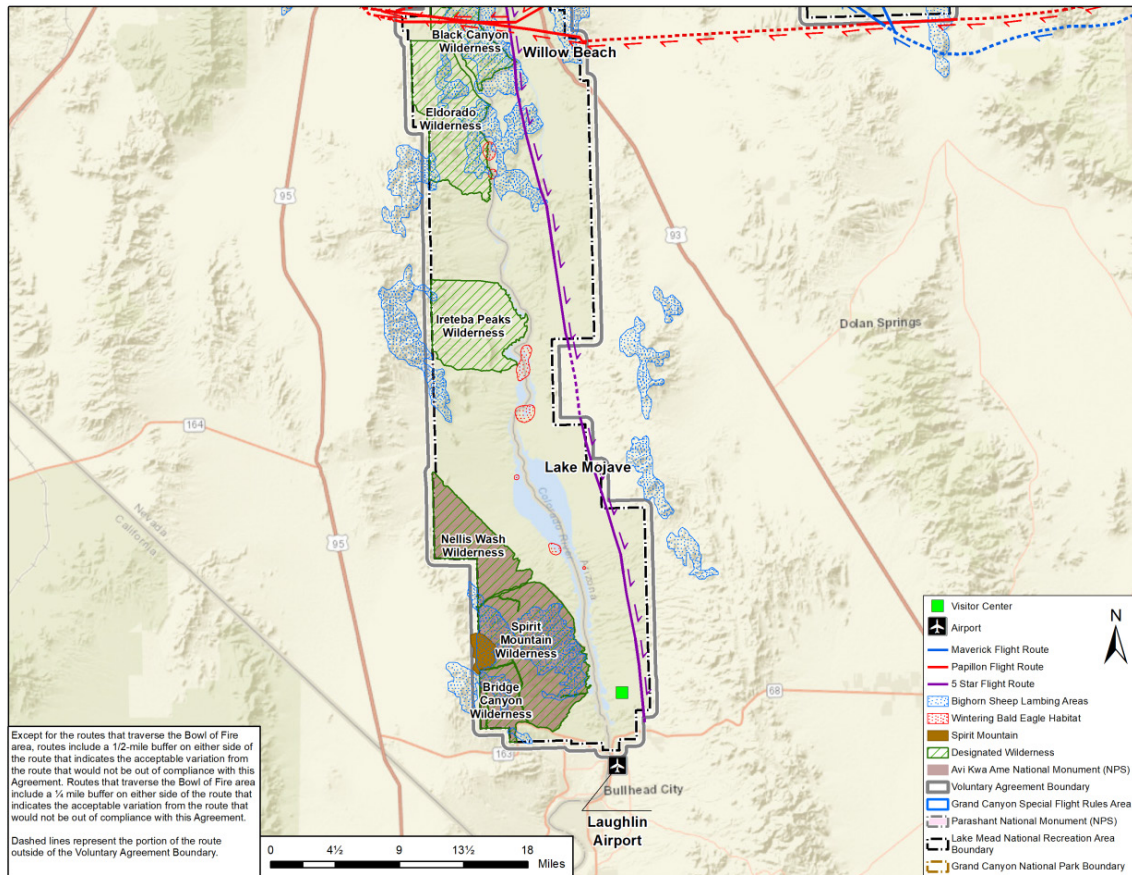 Black Canyon
Wilderness
Willow Beach
Eldorado
Wilderness
95
93
Ireteba Peaks
Wilderness
Dolan Springs
164
Lake Mojave
Nevada
California
95
Colorado River
Arizona
Nellis Wash
Wilderness
Spirit
Mountain
Wilderness
Bridge
Canyon
Wilderness
68
163
Bullhead City
Laughlin
Airport
Except for the routes that traverse the Bowl of Fire
area, routes include a 1/2-mile buffer on either side of
the route that indicates the acceptable variation from
the route that would not be out of compliance with this
Agreement. Routes that traverse the Bowl of Fire area
include a ¼ mile buffer on either side of the route that
indicates the acceptable variation from the route that
would not be out of compliance with this Agreement.
Dashed lines represent the portion of the route
outside of the Voluntary Agreement Boundary.
0 4½ 9 13½ 18
Miles
Visitor Center
Airport
Maverick Flight Route
Papillon Flight Route
5 Star Flight Route
Bighorn Sheep Lambing Areas
Wintering Bald Eagle Habitat
Spirit Mountain
Designated Wilderness
Avi Kwa Ame National Monument (NPS)
Voluntary Agreement Boundary
Grand Canyon Special Flight Rules Area
Parashant National Monument (NPS)
Lake Mead National Recreation Area
Boundary
Grand Canyon National Park Boundary
N